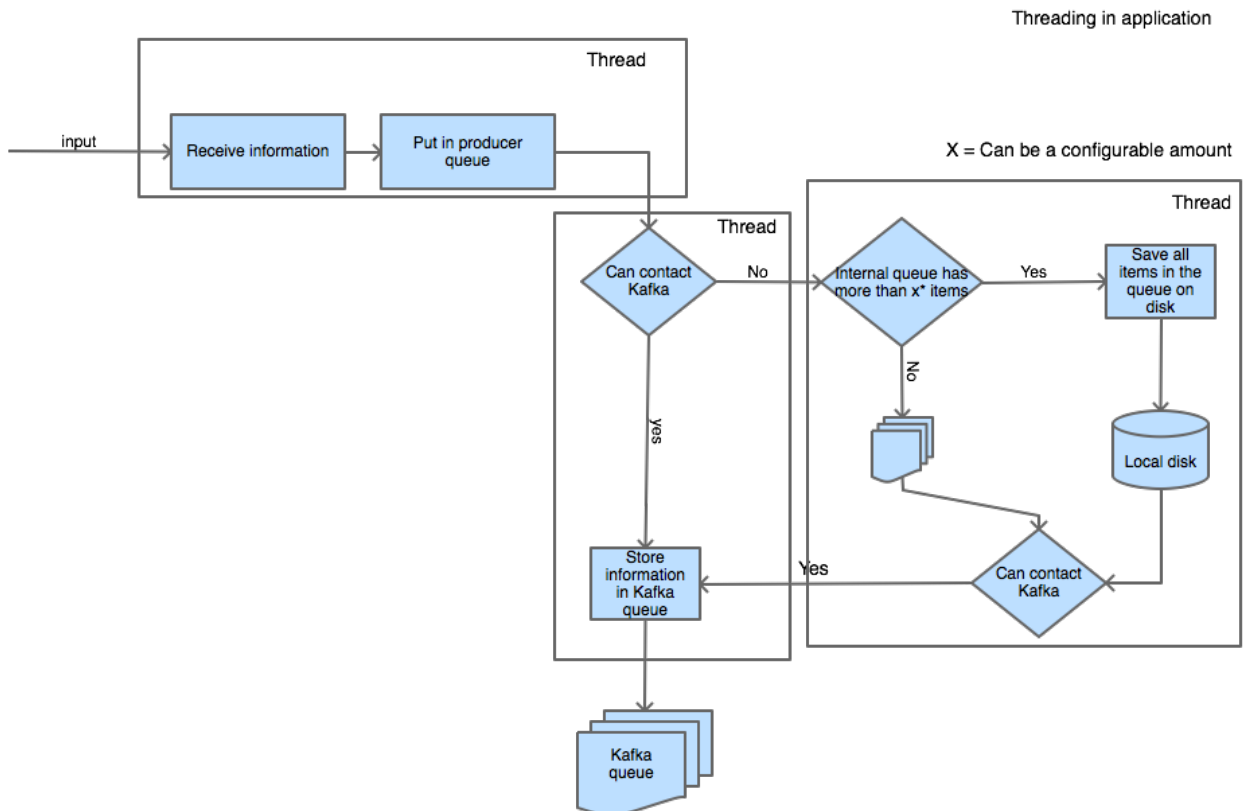 Threading in application
Thread
input
Receive information
Put in producer
queue
X = Can be a configurable amount
Thread
Thread
Can contact
Kafka
No
Internal queue has
more than x* items
Yes
Save all
items in the
queue on
disk
No
yes
Local disk
Store
information
in Kafka
queue
Yes
Can contact
Kafka
Kafka
queue